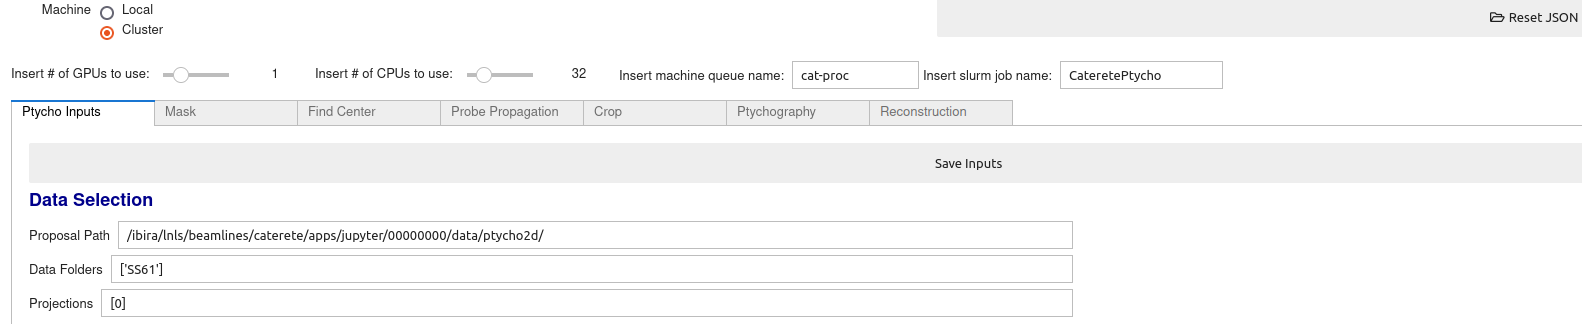 Machine Local
Cluster
Reset JSON
Insert # of GPUs to use: 1 Insert # of CPUs to use: 32 Insert machine queue name: cat-proc Insert slurm job name: CateretePtycho
Ptycho Inputs Mask Find Center Probe Propagation Crop Ptychography Reconstruction
Save Inputs
Data Selection
Proposal Path /ibira/lnls/beamlines/caterete/apps/jupyter/00000000/data/ptycho2d/
Data Folders ['SS61']
Projections [0]